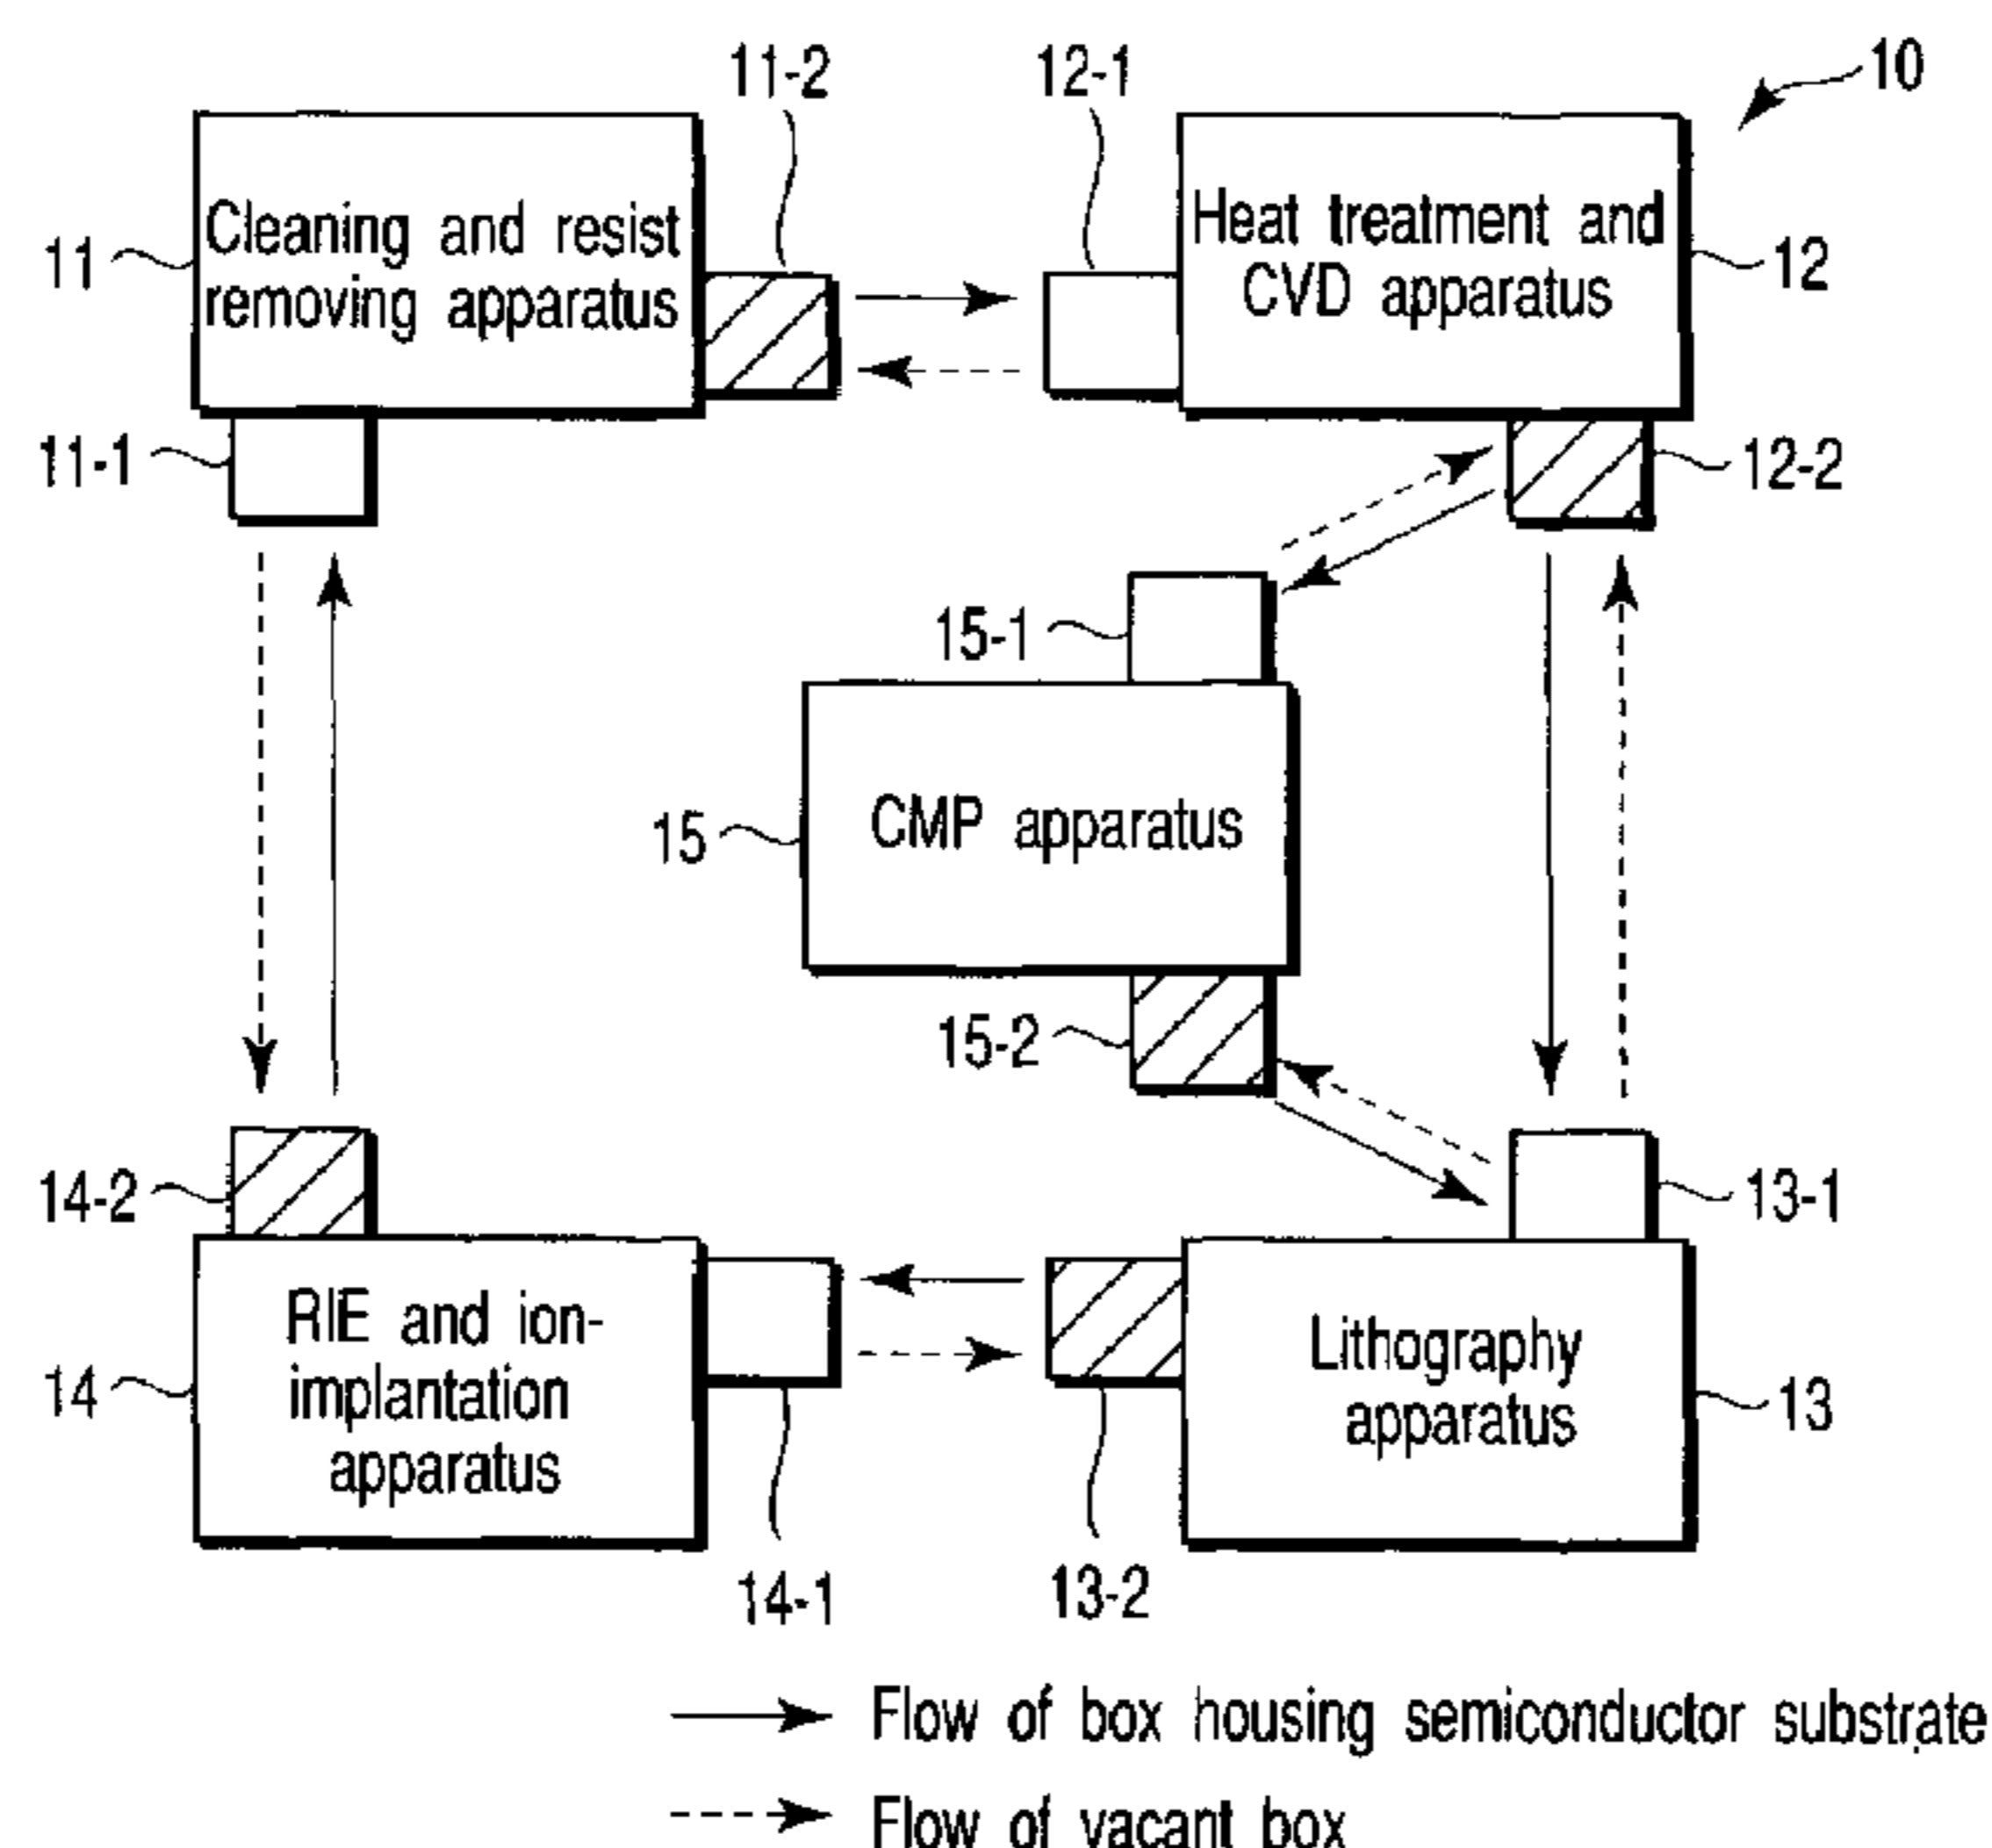 11-2
12-1
10
Cleaning and resist
removing apparatus
Heat treatment and
CVD apparatus
11
12
11-1
12-2
15-1
15
CMP apparatus
15-2
14-2
13-1
RIE and ion-
implantation
apparatus
Lithography
apparatus
14
13
14-1
13-2
Flow of box housing semiconductor substrate
Flow of vacant box